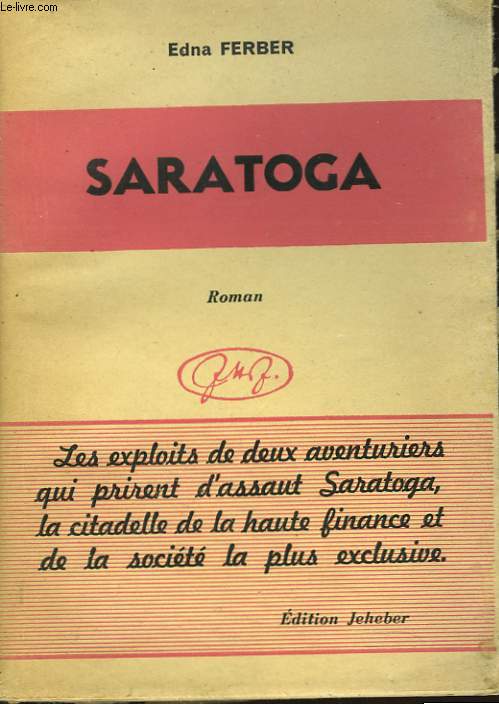 Le-livre.com
Edna FERBER
SARATOGA
Roman
Les exploits de deux aventuriers
qui prirent d'assaut Saratoga,
la citadelle de la haute finance et
de la société la plus exclusive.
Édition Jeheber